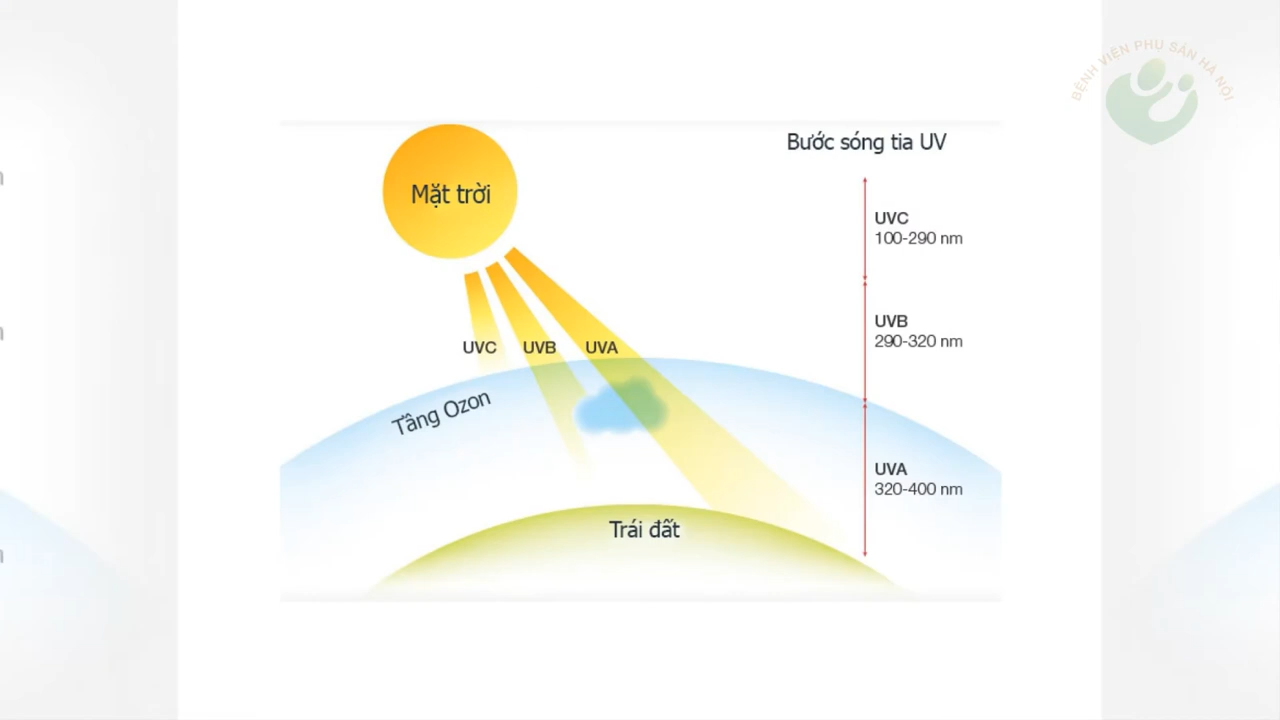 BỆNH VIỆN PHỤ SẢN HÀ NỘI
Bước sóng tia UV
Mặt trời
UVC
100-290 nm
UVB
290-320 nm
UVC UVB UVA
Tầng Ozon
UVA
320-400 nm
Trái đất